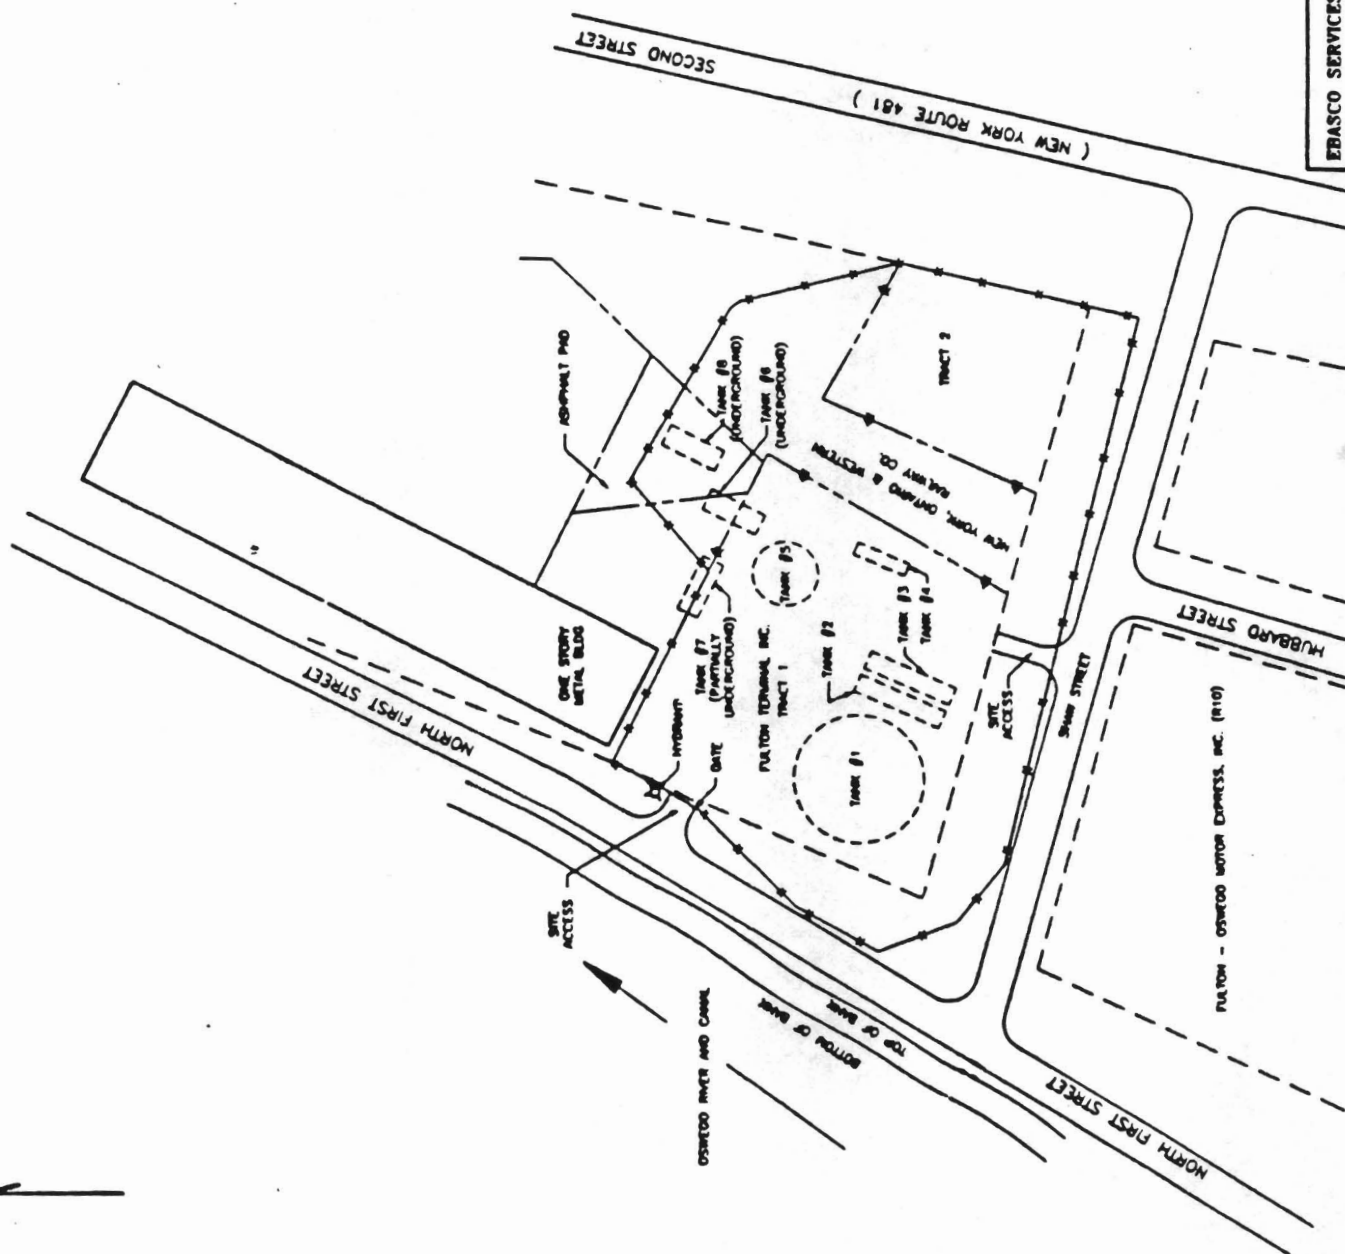 SECOND STREET
( NEW YORK ROUTE 481 )
EBASCO SERVICES
ASHPHALT PAD
TANK #8
(UNDERGROUND)
TANK #6
(UNDERGROUND)
TRACT 2
NEW YORK, ONTARIO & WESTERN
RAILWAY CO.
ONE STORY
METAL BLDG
NORTH FIRST STREET
TANK #7
(PARTIALLY
UNDERGROUND)
HYDRANT
GATE
FULTON TERMINAL INC.
TRACT 1
TANK #5
TANK #2
TANK #3
TANK #4
TANK #1
SITE
ACCESS
SITE
ACCESS
SHAW STREET
HUBBARD STREET
FULTON - OSWEGO MOTOR EXPRESS, INC. (R10)
OSWEGO RIVER AND CANAL
BOTTOM OF BANK
TOP OF BANK
NORTH FIRST STREET